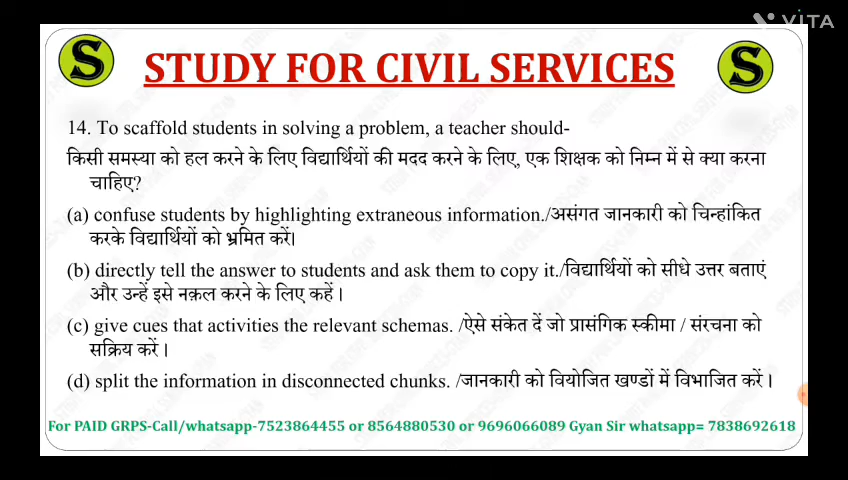 VITA
S STUDY FOR CIVIL SERVICES S
14. To scaffold students in solving a problem, a teacher should-
किसी समस्या को हल करने के लिए विद्यार्थियों की मदद करने के लिए, एक शिक्षक को निम्न में से क्या करना
चाहिए?
(a) confuse students by highlighting extraneous information./असंगत जानकारी को चिन्हांकित
करके विद्यार्थियों को भ्रमित करें।
(b) directly tell the answer to students and ask them to copy it./विद्यार्थियों को सीधे उत्तर बताएं
और उन्हें इसे नक़ल करने के लिए कहें ।
(c) give cues that activities the relevant schemas. /ऐसे संकेत दें जो प्रासंगिक स्कीमा / संरचना को
सक्रिय करें ।
(d) split the information in disconnected chunks. /जानकारी को वियोजित खण्डों में विभाजित करें ।
For PAID GRPS-Call/whatsapp-7523864455 or 8564880530 or 9696066089 Gyan Sir whatsapp= 7838692618